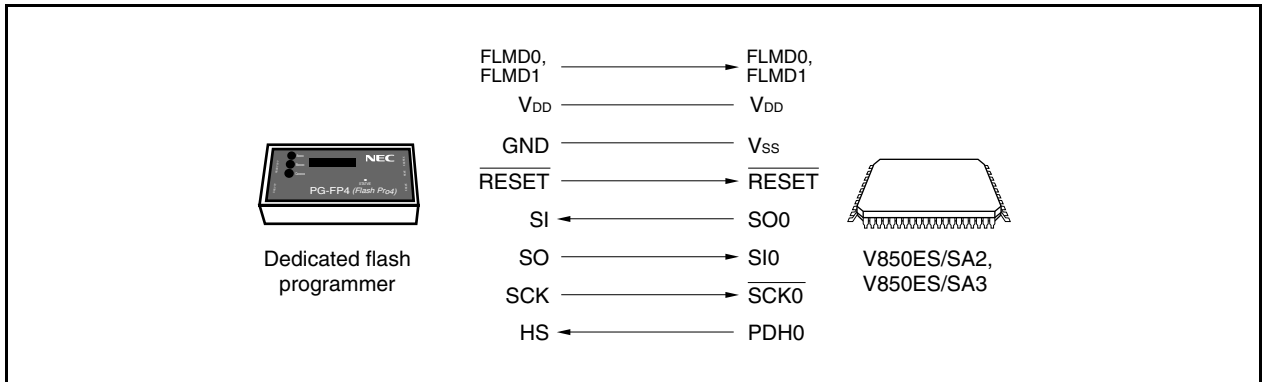 FLMD0, FLMD0,
FLMD1 FLMD1
VDD VDD
GND VSS
RESET RESET
SI SO0
SO SI0
SCK SCK0
HS PDH0
NEC
PG-FP4 (Flash Pro4)
Dedicated flash
programmer
V850ES/SA2,
V850ES/SA3